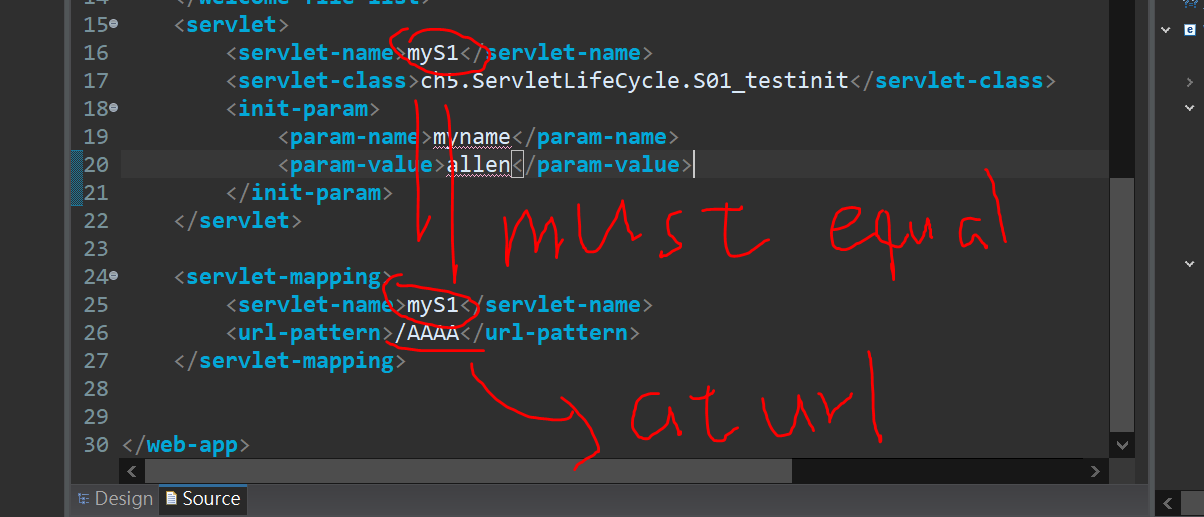 14 </welcome-file-list>
15 <servlet>
16 <servlet-name>myS1</servlet-name>
17 <servlet-class>ch5.ServletLifeCycle.S01_testinit</servlet-class>
18 <init-param>
19 <param-name>myname</param-name>
20 <param-value>allen</param-value>
21 </init-param>
22 </servlet>
must equal
23
24 <servlet-mapping>
25 <servlet-name>myS1</servlet-name>
26 <url-pattern>/AAAA</url-pattern>
27 </servlet-mapping>
at url
28
29
30 </web-app>
Design Source